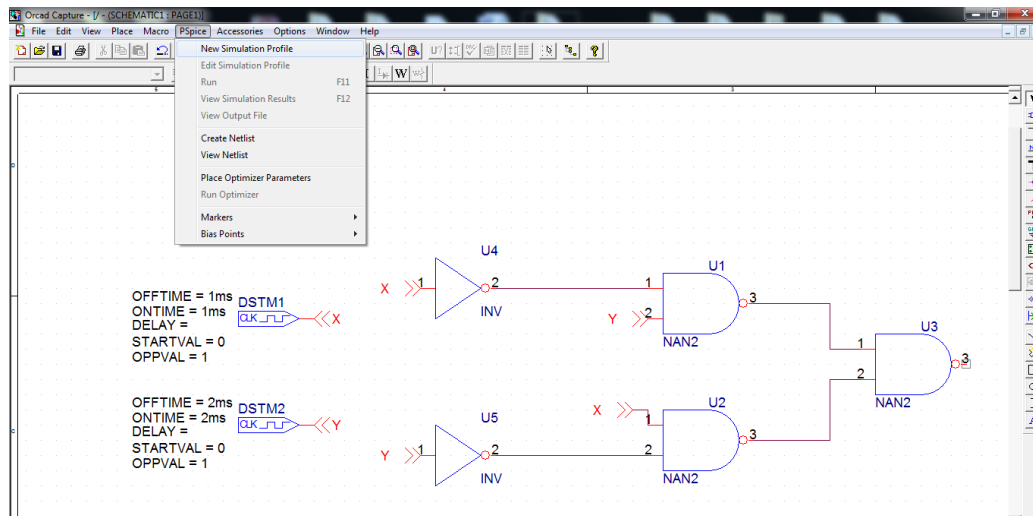 Orcad Capture - [/ - (SCHEMATIC1 : PAGE1)]
File Edit View Place Macro PSpice Accessories Options Window Help
U?
W
New Simulation Profile
Edit Simulation Profile
Run F11
View Simulation Results F12
View Output File
Create Netlist
View Netlist
Place Optimizer Parameters
Run Optimizer
Markers
Bias Points
5 4 3
U4
X 1 2
INV
U1
1
Y 2
3
NAN2
U3
1
2
3
NAN2
OFFTIME = 1ms
ONTIME = 1ms
DELAY =
STARTVAL = 0
OPPVAL = 1
DSTM1
CLK
X
OFFTIME = 2ms
ONTIME = 2ms
DELAY =
STARTVAL = 0
OPPVAL = 1
DSTM2
CLK
Y
U5
Y 1 2
INV
U2
X 1
2
3
NAN2